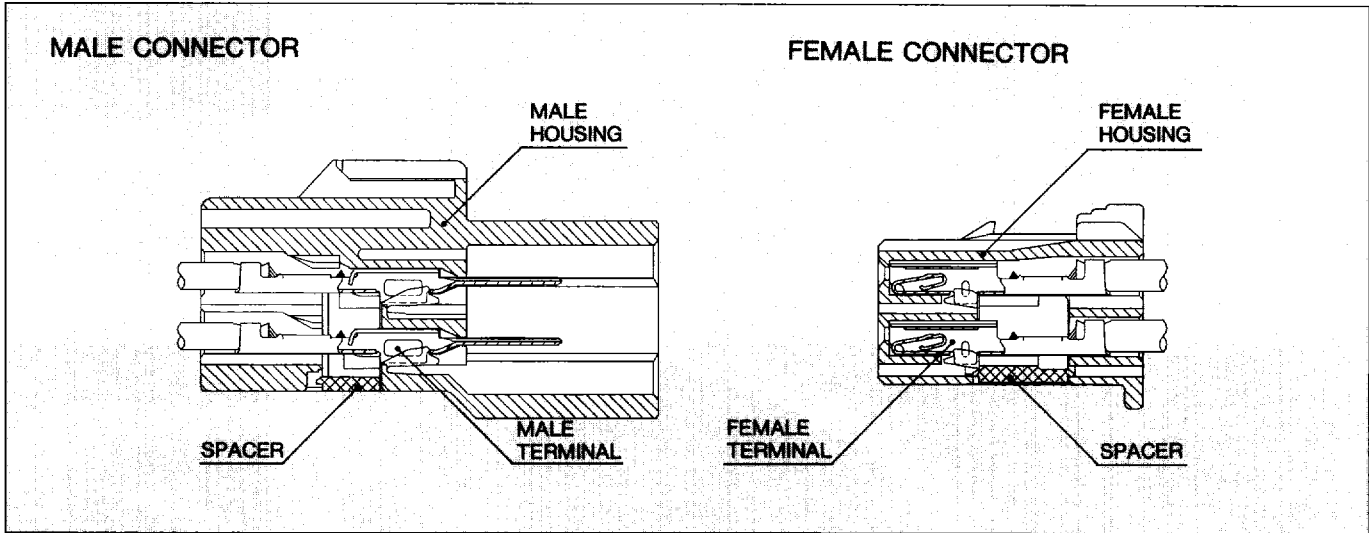 MALE CONNECTOR
FEMALE CONNECTOR
MALE
HOUSING
FEMALE
HOUSING
SPACER
MALE
TERMINAL
FEMALE
TERMINAL
SPACER